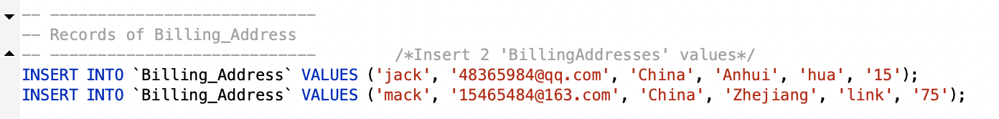 -- ----------------------------
-- Records of Billing_Address
-- ----------------------------        /*Insert 2 'BillingAddresses' values*/
INSERT INTO `Billing_Address` VALUES ('jack', '48365984@qq.com', 'China', 'Anhui', 'hua', '15');
INSERT INTO `Billing_Address` VALUES ('mack', '15465484@163.com', 'China', 'Zhejiang', 'link', '75');